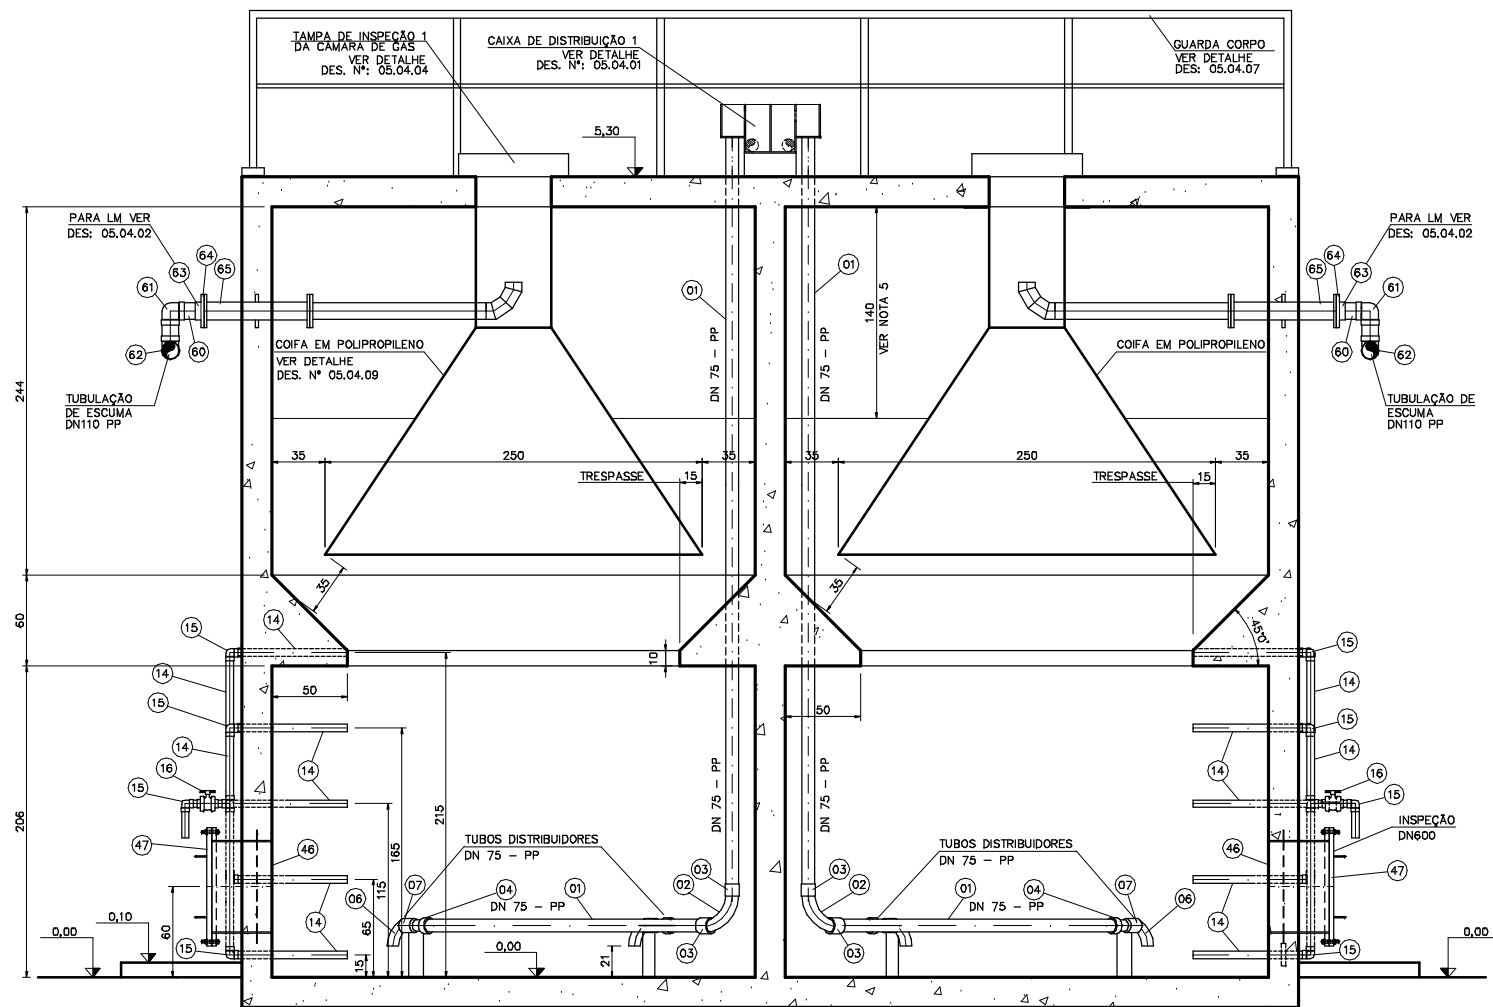 TAMPA DE INSPEÇÃO 1
DA CÂMARA DE GÁS
VER DETALHE
DES. Nº: 05.04.04
CAIXA DE DISTRIBUIÇÃO 1
VER DETALHE
DES. Nº: 05.04.01
GUARDA CORPO
VER DETALHE
DES: 05.04.07
5,30
PARA LM VER
DES: 05.04.02
PARA LM VER
DES: 05.04.02
61
63
64
65
62
60
01
01
65
64
63
61
60
62
140
VER NOTA 5
DN 75 - PP
DN 75 - PP
COIFA EM POLIPROPILENO
VER DETALHE
DES. Nº 05.04.09
COIFA EM POLIPROPILENO
TUBULAÇÃO
DE ESCUMA
DN110 PP
TUBULAÇÃO DE
ESCUMA
DN110 PP
244
35
250
35
35
250
35
TRESPASSE
15
TRESPASSE
15
35
35
60
45°0'
15
14
10
15
14
50
50
14
15
15
14
14
215
165
DN 75 - PP
DN 75 - PP
16
14
14
16
15
15
206
115
47
46
TUBOS DISTRIBUIDORES
DN 75 - PP
TUBOS DISTRIBUIDORES
DN 75 - PP
46
INSPEÇÃO
DN600
47
03
02
03
02
07
04
01
DN 75 - PP
01
DN 75 - PP
04
07
06
06
14
14
03
03
0,10
0,00
60
15
65
15
0,00
21
15
0,00